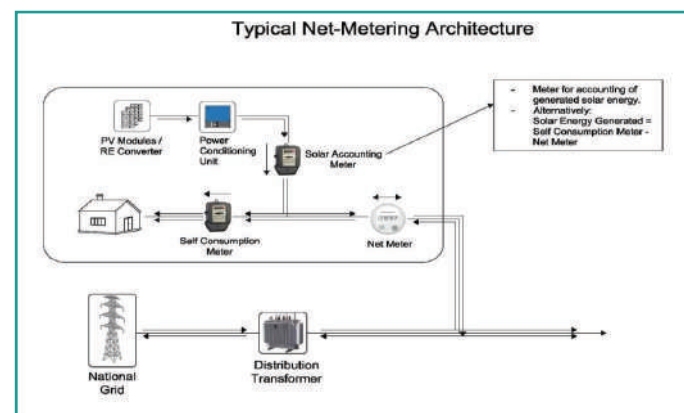 Typical Net-Metering Architecture
- Meter for accounting of
generated solar energy.
- Alternatively:
Solar Energy Generated =
Self Consumption Meter -
Net Meter
PV Modules /
RE Converter
Power
Conditioning
Unit
Solar Accounting
Meter
Self Consumption
Meter
Net Meter
National
Grid
Distribution
Transformer